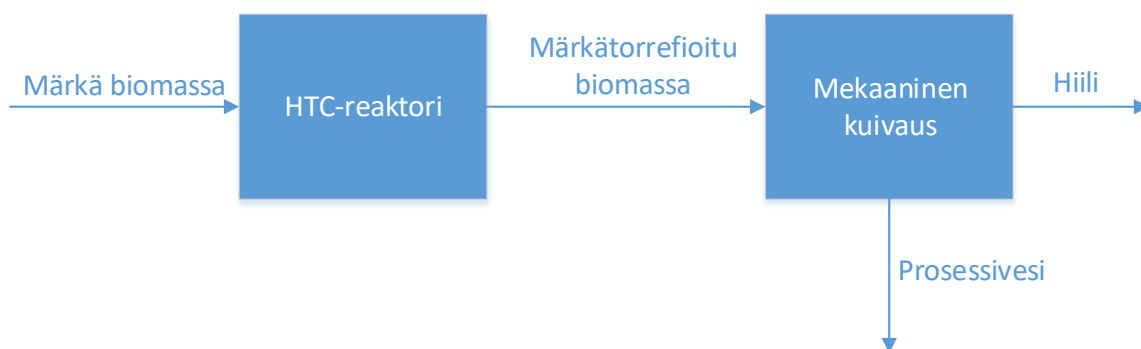 Märkä biomassa
HTC-reaktori
Märkätorrefioitu
biomassa
Mekaaninen
kuivaus
Hiili
Prosessivesi